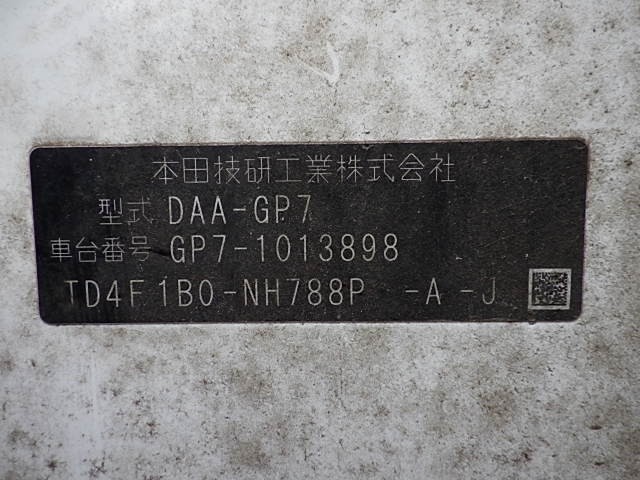 本田技研工業株式会社
型式 DAA-GP7
車台番号 GP7-1013898
TD4F1B0-NH788P -A-J